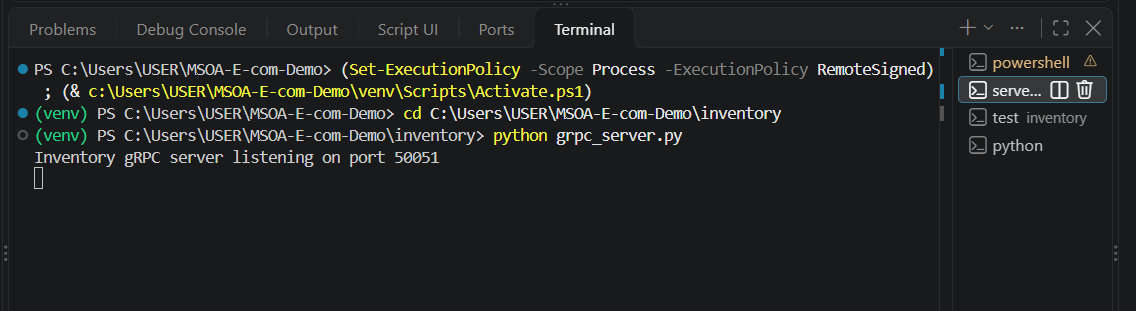 Problems Debug Console Output Script UI Ports Terminal
PS C:\Users\USER\MSOA-E-com-Demo> (Set-ExecutionPolicy -Scope Process -ExecutionPolicy RemoteSigned)
; (& c:\Users\USER\MSOA-E-com-Demo\venv\Scripts\Activate.ps1)
(venv) PS C:\Users\USER\MSOA-E-com-Demo> cd C:\Users\USER\MSOA-E-com-Demo\inventory
(venv) PS C:\Users\USER\MSOA-E-com-Demo\inventory> python grpc_server.py
Inventory gRPC server listening on port 50051
powershell
serve...
test inventory
python